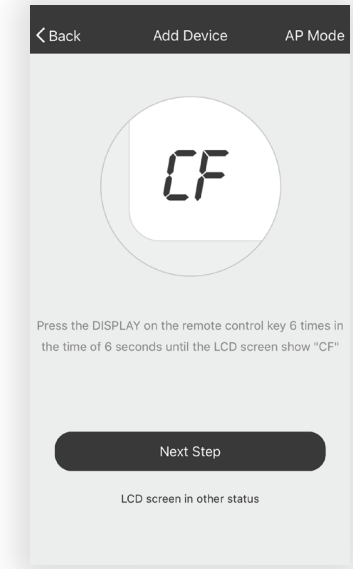 Back Add Device AP Mode
CF
Press the DISPLAY on the remote control key 6 times in
the time of 6 seconds until the LCD screen show "CF"
Next Step
LCD screen in other status